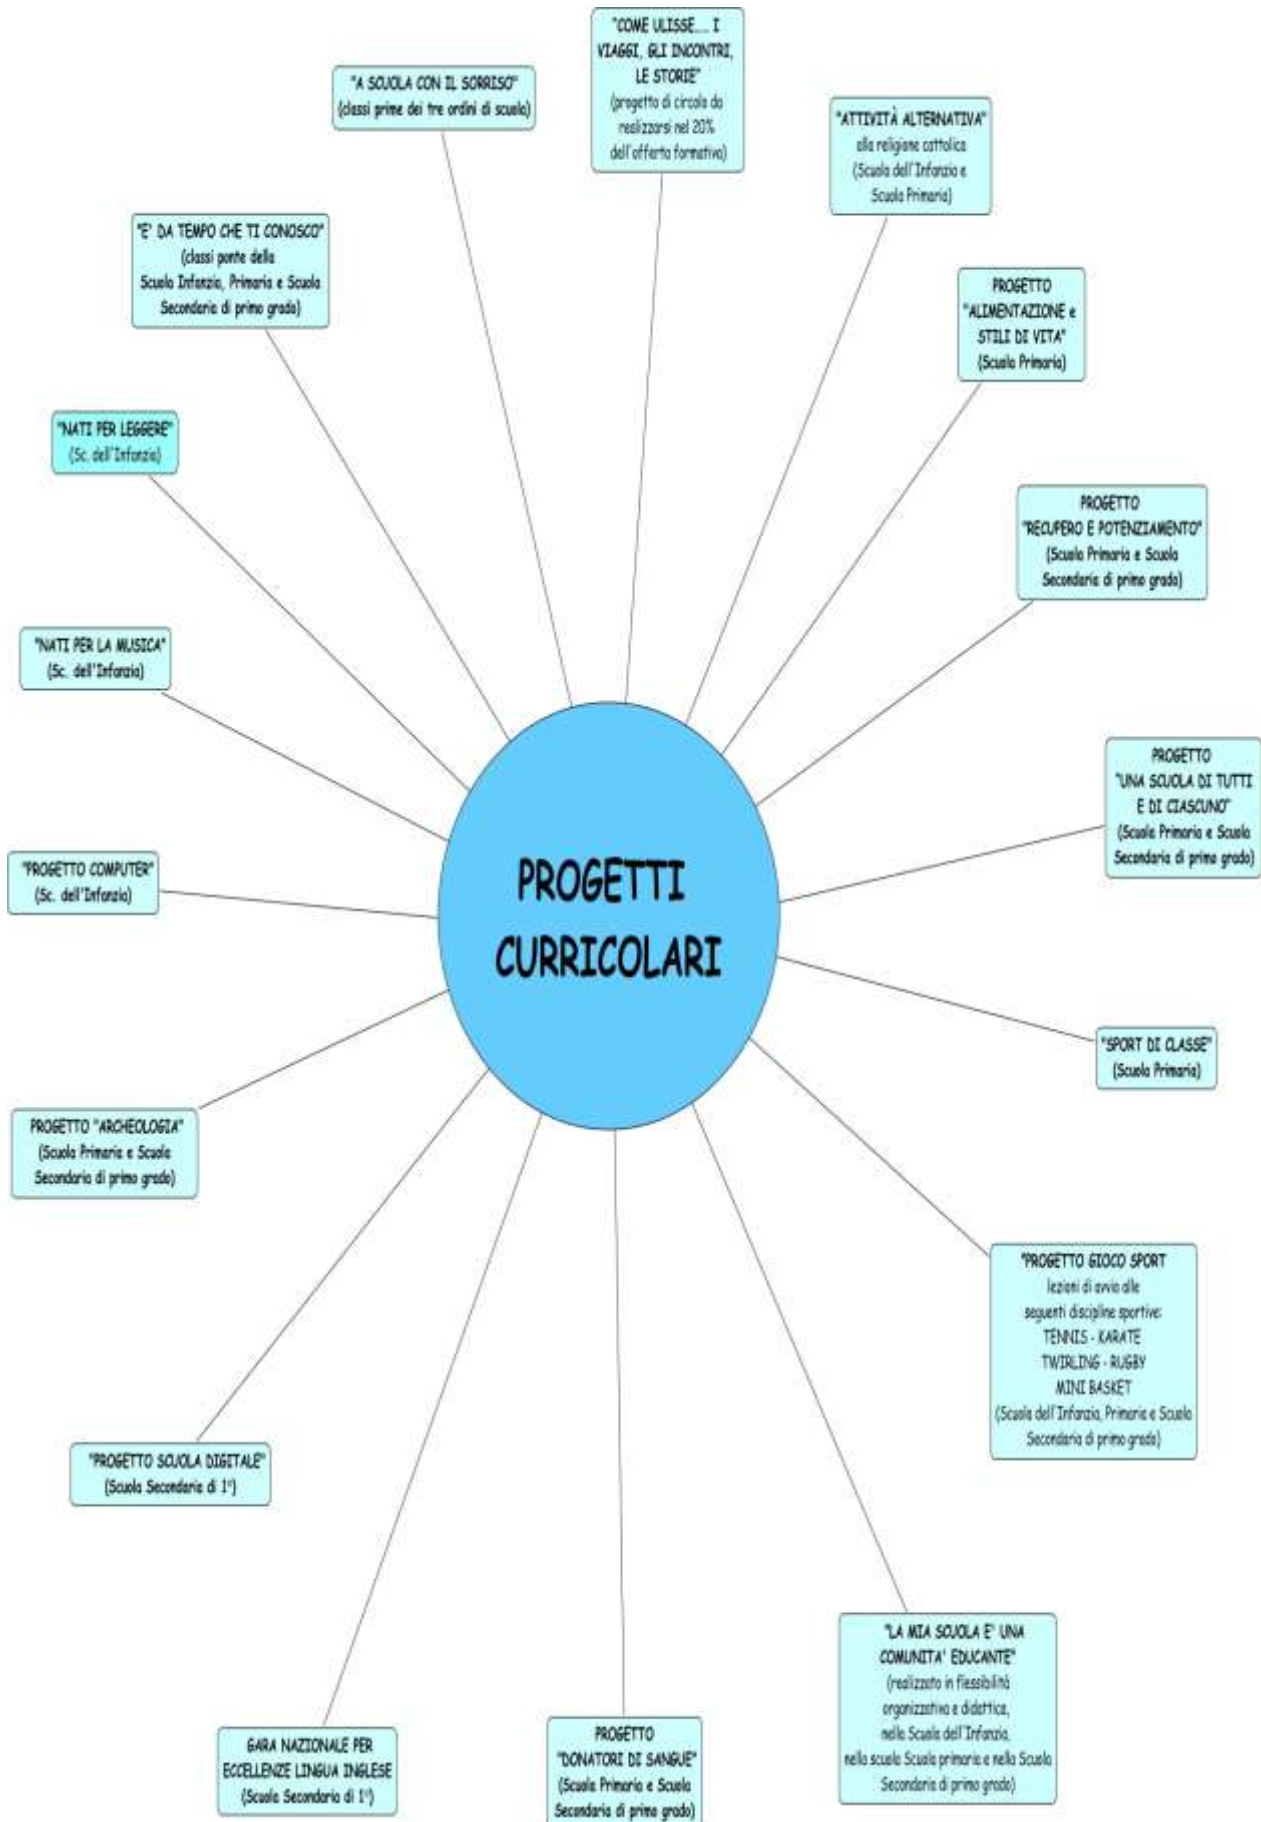 "COME ULISSE..... I
VIAGGI, GLI INCONTRI,
LE STORIE"
(progetto di circolo da
realizzarsi nel 20%
dell'offerta formativa)
"A SCUOLA CON IL SORRISO"
(classi prime dei tre ordini di scuola)
"ATTIVITÀ ALTERNATIVA"
alla religione cattolica
(Scuola dell'Infanzia e
Scuola Primaria)
"E' DA TEMPO CHE TI CONOSCO"
(classi ponte della
Scuola Infanzia, Primaria e Scuola
Secondaria di primo grado)
PROGETTO
"ALIMENTAZIONE e
STILI DI VITA"
(Scuola Primaria)
"NATI PER LEGGERE"
(Sc. dell'Infanzia)
PROGETTO
"RECUPERO E POTENZIAMENTO"
(Scuola Primaria e Scuola
Secondaria di primo grado)
"NATI PER LA MUSICA"
(Sc. dell'Infanzia)
PROGETTO
"UNA SCUOLA DI TUTTI
E DI CIASCUNO"
(Scuola Primaria e Scuola
Secondaria di primo grado)
"PROGETTO COMPUTER"
(Sc. dell'Infanzia)
PROGETTI
CURRICOLARI
"SPORT DI CLASSE"
(Scuola Primaria)
PROGETTO "ARCHEOLOGIA"
(Scuola Primaria e Scuola
Secondaria di primo grado)
"PROGETTO GIOCO SPORT
lezioni di avvio alle
seguenti discipline sportive:
TENNIS - KARATE
TWIRLING - RUGBY
MINI BASKET
(Scuola dell'Infanzia, Primaria e Scuola
Secondaria di primo grado)
"PROGETTO SCUOLA DIGITALE"
(Scuola Secondaria di 1°)
"LA MIA SCUOLA E' UNA
COMUNITA' EDUCANTE"
(realizzato in flessibilità
organizzativa e didattica,
nella Scuola dell'Infanzia,
nella scuola Scuola primaria e nella Scuola
Secondaria di primo grado)
GARA NAZIONALE PER
ECCELLENZE LINGUA INGLESE
(Scuola Secondaria di 1°)
PROGETTO
"DONATORI DI SANGUE"
(Scuola Primaria e Scuola
Secondaria di primo grado)